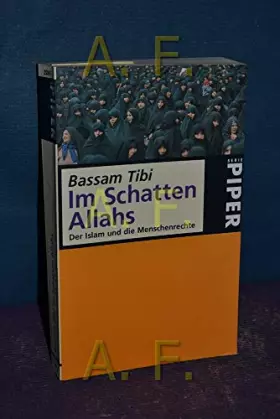 A. F.
Bassam Tibi
Im Schatten
Allahs
Der Islam und die Menschenrechte
SERIE
PIPER
A. F.
A. F.
A. F.